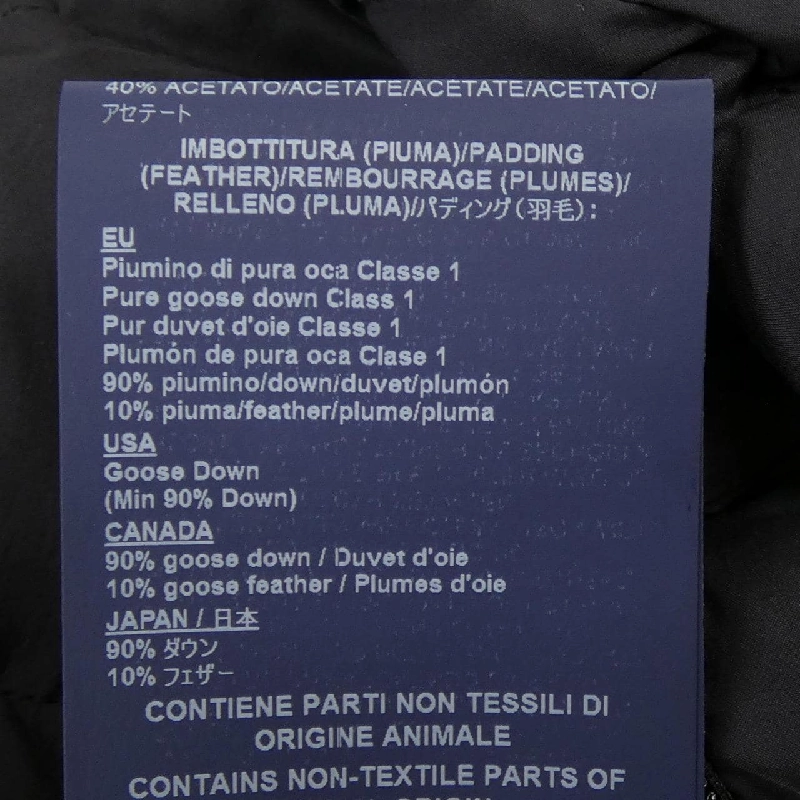 40% ACETATO/ACETATE/ACÉTATE/ACETATO/
アセテート
IMBOTTITURA (PIUMA)/PADDING
(FEATHER)/REMBOURRAGE (PLUMES)/
RELLENO (PLUMA)/パディング(羽毛):
EU
Piumino di pura oca Classe 1
Pure goose down Class 1
Pur duvet d'oie Classe 1
Plumón de pura oca Clase 1
90% piumino/down/duvet/plumón
10% piuma/feather/plume/pluma
USA
Goose Down
(Min 90% Down)
CANADA
90% goose down / Duvet d'oie
10% goose feather / Plumes d'oie
JAPAN / 日本
90% ダウン
10% フェザー
CONTIENE PARTI NON TESSILI DI
ORIGINE ANIMALE
CONTAINS NON-TEXTILE PARTS OF
ORIGIN